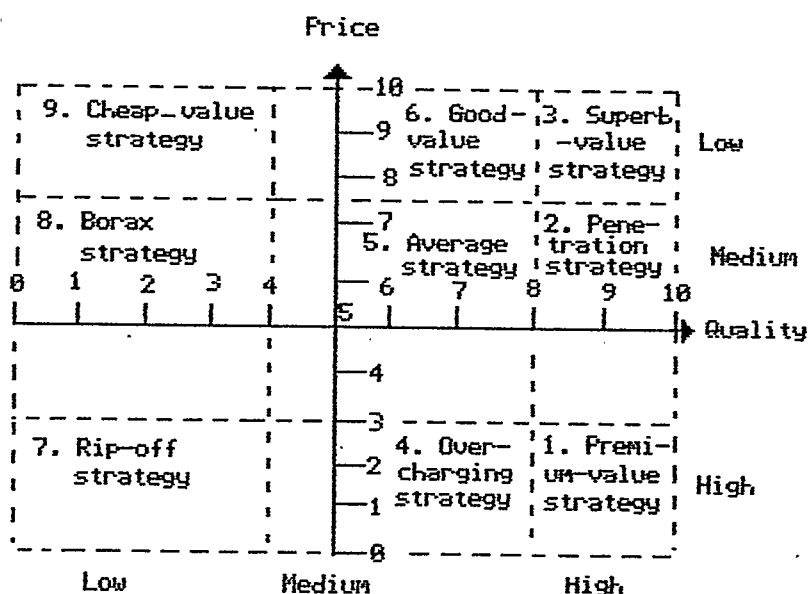 Price
10
9. Cheap-value 6. Good- 3. Superb
strategy 9 value -value
8 strategy strategy
Low
8. Borax 7 2. Pene-
strategy 5. Average tration
strategy strategy
Medium
0 1 2 3 4 5 6 7 8 9 10
Quality
4
3
7. Rip-off 4. Over- 1. Premi-
strategy 2 charging um-value
1 strategy strategy
High
0
Low Medium High